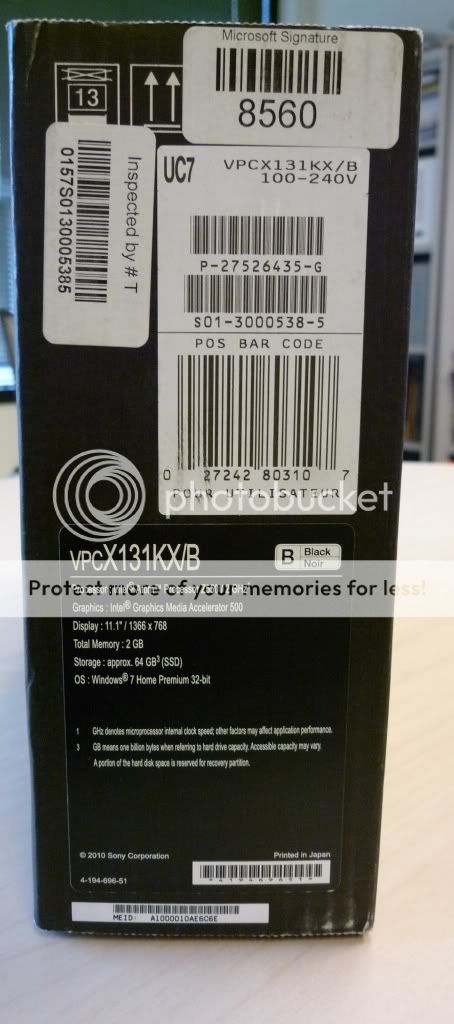 Microsoft Signature
8560
13
Inspected by # T
0157S0130005385
UC7
VPCX131KX/B
100-240V
P-27526435-G
S01-3000538-5
POS BAR CODE
0 27242 80310 7
POUR UTILISATEUR
photobucket
Protect more of your memories for less!
VPCX131KX/B
B Black
Noir
Graphics : Intel® Graphics Media Accelerator 500
Display : 11.1" / 1366 x 768
Total Memory : 2 GB
Storage : approx. 64 GB³ (SSD)
OS : Windows® 7 Home Premium 32-bit
1 GHz denotes microprocessor internal clock speed; other factors may affect application performance.
3 GB means one billion bytes when referring to hard drive capacity. Accessible capacity may vary.
A portion of the hard disk space is reserved for recovery partition.
© 2010 Sony Corporation
Printed in Japan
4-194-696-51
*419469651*
MEID: A1000010AE6C6E